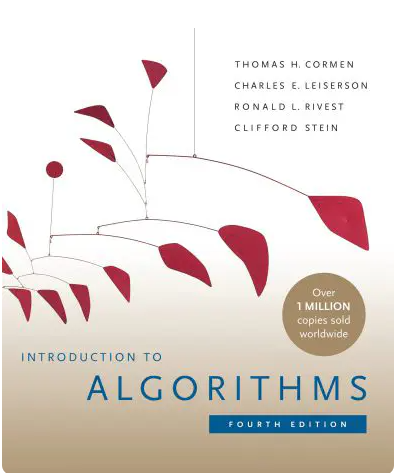 THOMAS H. CORMEN
CHARLES E. LEISERSON
RONALD L. RIVEST
CLIFFORD STEIN
Over
1 MILLION
copies sold
worldwide
INTRODUCTION TO
ALGORITHMS
FOURTH EDITION